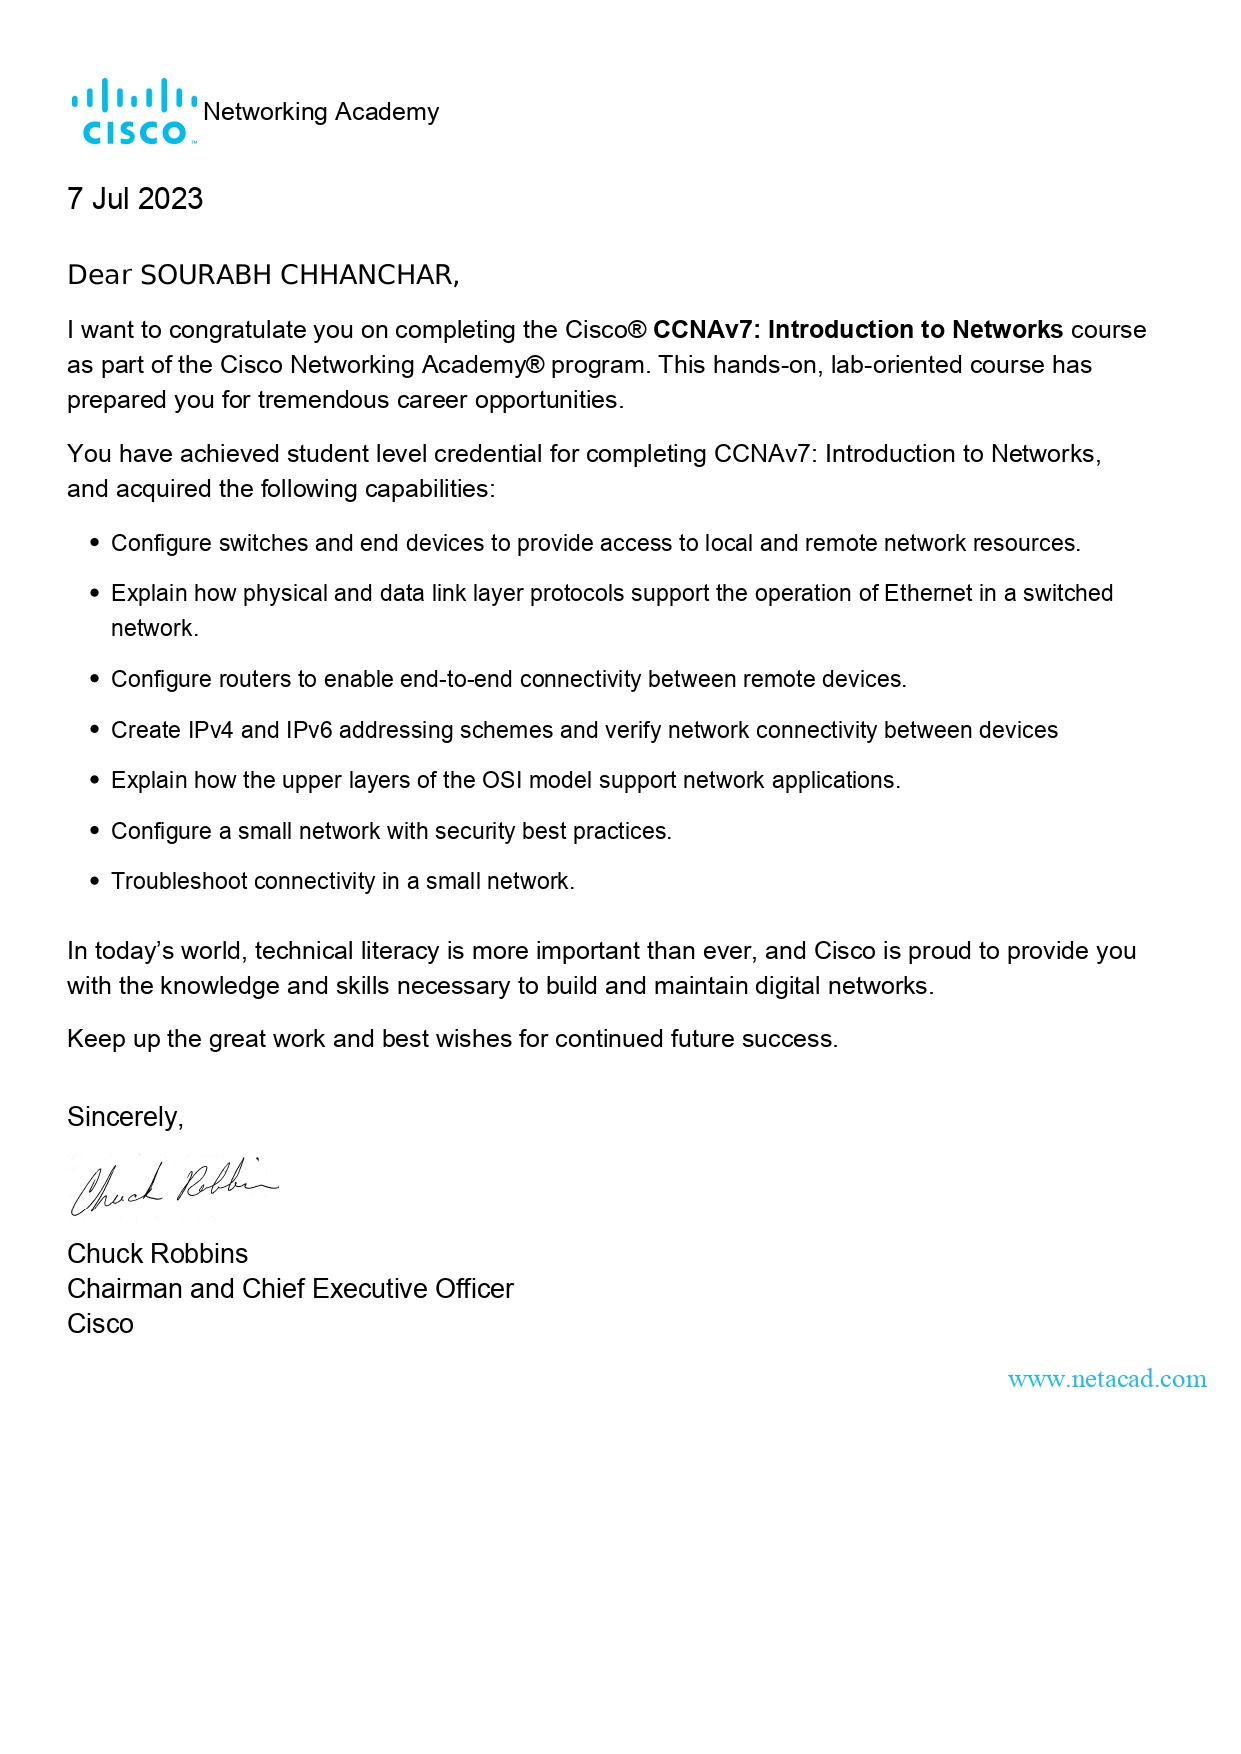 CISCO™ Networking Academy
7 Jul 2023
Dear SOURABH CHHANCHAR,
I want to congratulate you on completing the Cisco® CCNAv7: Introduction to Networks course
as part of the Cisco Networking Academy® program. This hands-on, lab-oriented course has
prepared you for tremendous career opportunities.
You have achieved student level credential for completing CCNAv7: Introduction to Networks,
and acquired the following capabilities:
• Configure switches and end devices to provide access to local and remote network resources.
• Explain how physical and data link layer protocols support the operation of Ethernet in a switched
network.
• Configure routers to enable end-to-end connectivity between remote devices.
• Create IPv4 and IPv6 addressing schemes and verify network connectivity between devices
• Explain how the upper layers of the OSI model support network applications.
• Configure a small network with security best practices.
• Troubleshoot connectivity in a small network.
In today’s world, technical literacy is more important than ever, and Cisco is proud to provide you
with the knowledge and skills necessary to build and maintain digital networks.
Keep up the great work and best wishes for continued future success.
Sincerely,
Chuck Robbins
Chuck Robbins
Chairman and Chief Executive Officer
Cisco
www.netacad.com